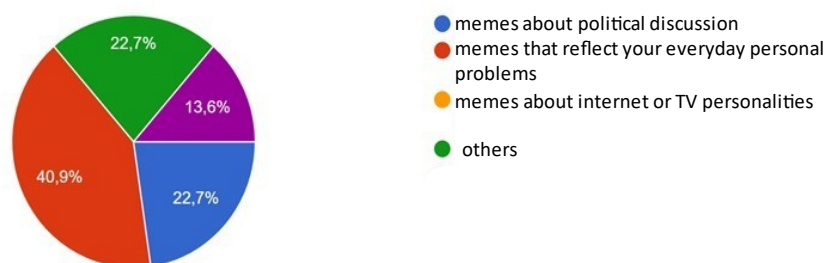 22,7%
13,6%
40,9%
22,7%
memes about political discussion
memes that reflect your everyday personal
problems
memes about internet or TV personalities
others